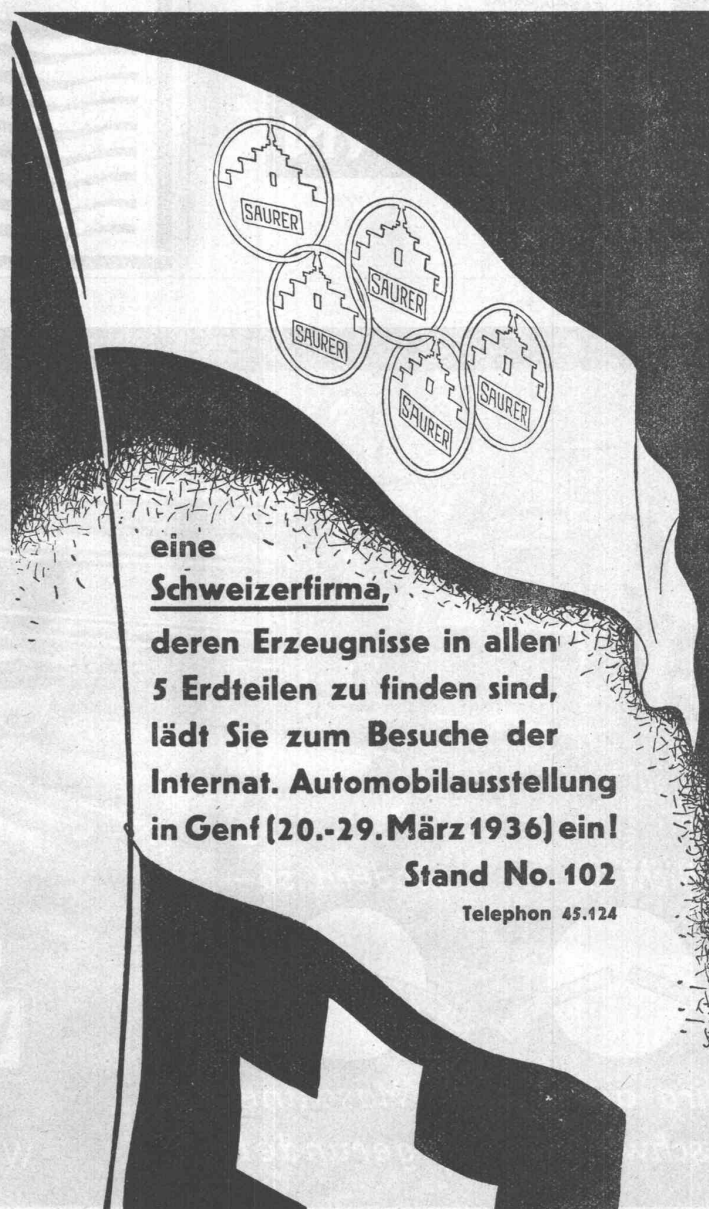 SAURER
SAURER
SAURER
SAURER
SAURER
eine
Schweizerfirma,
deren Erzeugnisse in allen
5 Erdteilen zu finden sind,
lädt Sie zum Besuche der
Internat. Automobilausstellung
in Genf (20.-29. März 1936) ein!
Stand No. 102
Telephon 45.124